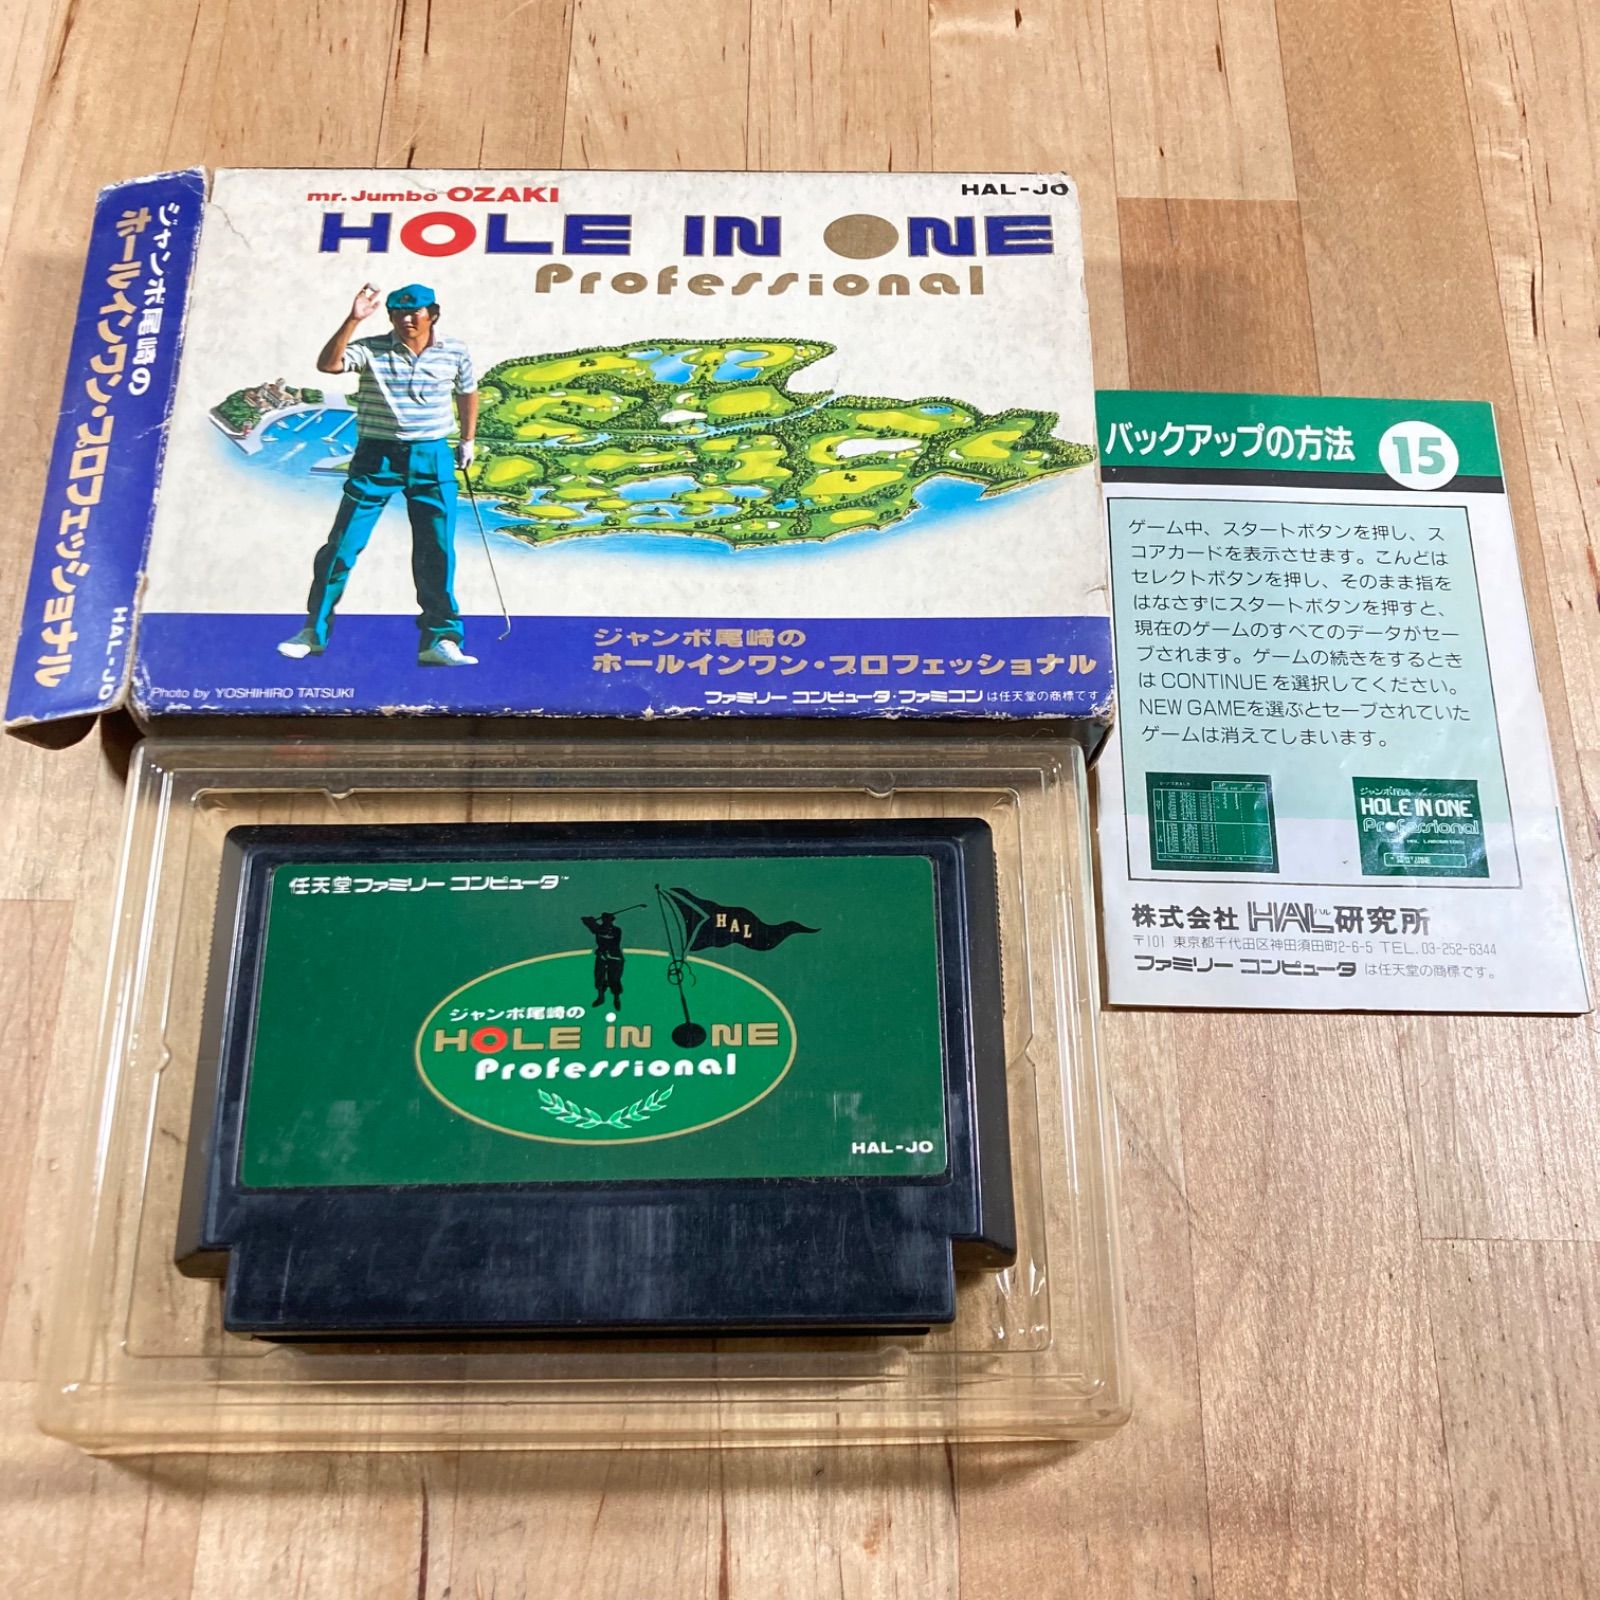 ジャンボ尾崎の
ホールインワン・プロフェッショナル
HAL-JO
mr. Jumbo OZAKI
HAL-JO
HOLE IN ONE
Professional
ジャンボ尾崎の
ホールインワン・プロフェッショナル
Photo by YOSHIHIRO TATSUKI
ファミリー コンピュータ・ファミコンは任天堂の商標です
バックアップの方法 15
ゲーム中、スタートボタンを押し、ス
コアカードを表示させます。こんどは
セレクトボタンを押し、そのまま指を
はなさずにスタートボタンを押すと、
現在のゲームのすべてのデータがセー
ブされます。ゲームの続きをするとき
はCONTINUEを選択してください。
NEW GAMEを選ぶとセーブされていた
ゲームは消えてしまいます。
HOLE IN ONE
Professional
株式会社 HAL研究所
〒101 東京都千代田区神田須田町2-6-5 TEL.03-252-6344
ファミリー コンピュータ は任天堂の商標です。
任天堂ファミリー コンピュータ™
HAL
ジャンボ尾崎の
HOLE iN ONE
Professional
HAL-JO